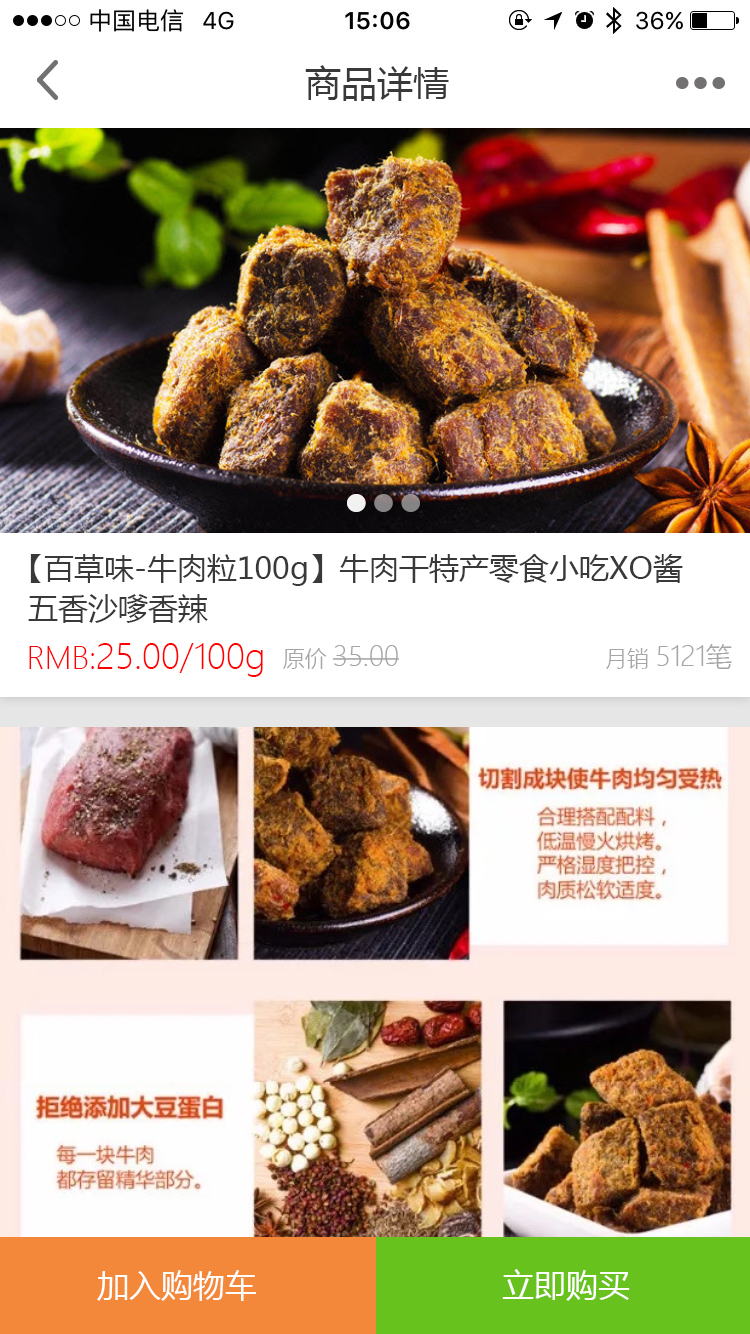 中国电信 4G 15:06 36%
商品详情
【百草味-牛肉粒100g】牛肉干特产零食小吃XO酱
五香沙嗲香辣
RMB:25.00/100g 原价 35.00 月销 5121笔
切割成块使牛肉均匀受热
合理搭配配料，
低温慢火烘烤。
严格湿度把控，
肉质松软适度。
拒绝添加大豆蛋白
每一块牛肉
都存留精华部分。
加入购物车 立即购买